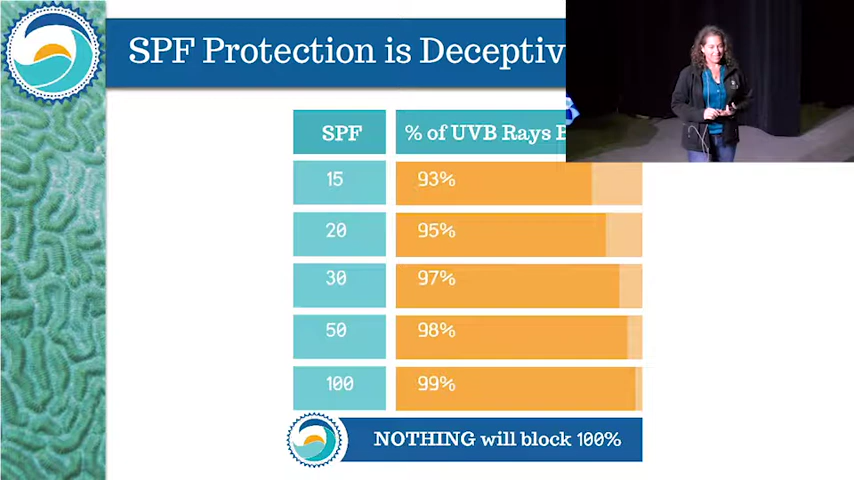 SPF Protection is Deceptiv
SPF % of UVB Rays B
15 93%
20 95%
30 97%
50 98%
100 99%
NOTHING will block 100%